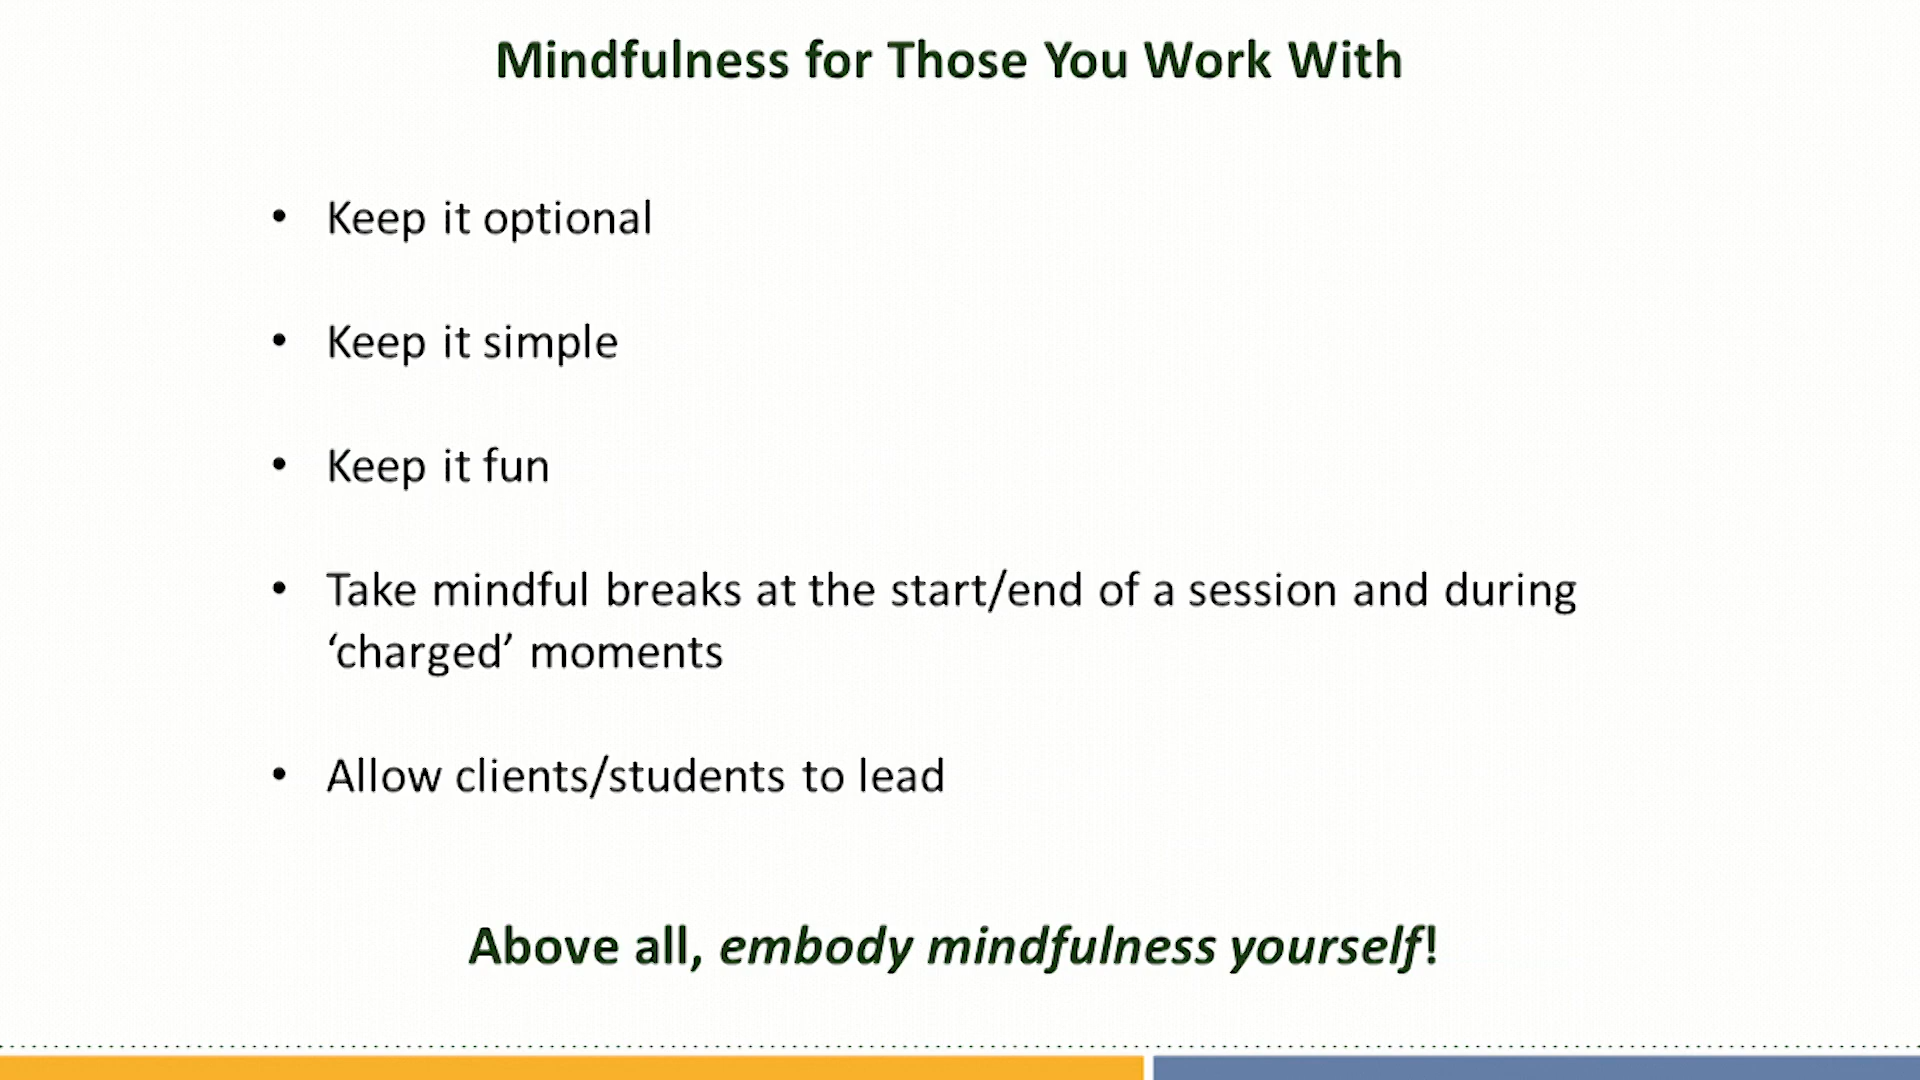 Mindfulness for Those You Work With
• Keep it optional
• Keep it simple
• Keep it fun
• Take mindful breaks at the start/end of a session and during
‘charged’ moments
• Allow clients/students to lead
Above all, embody mindfulness yourself!